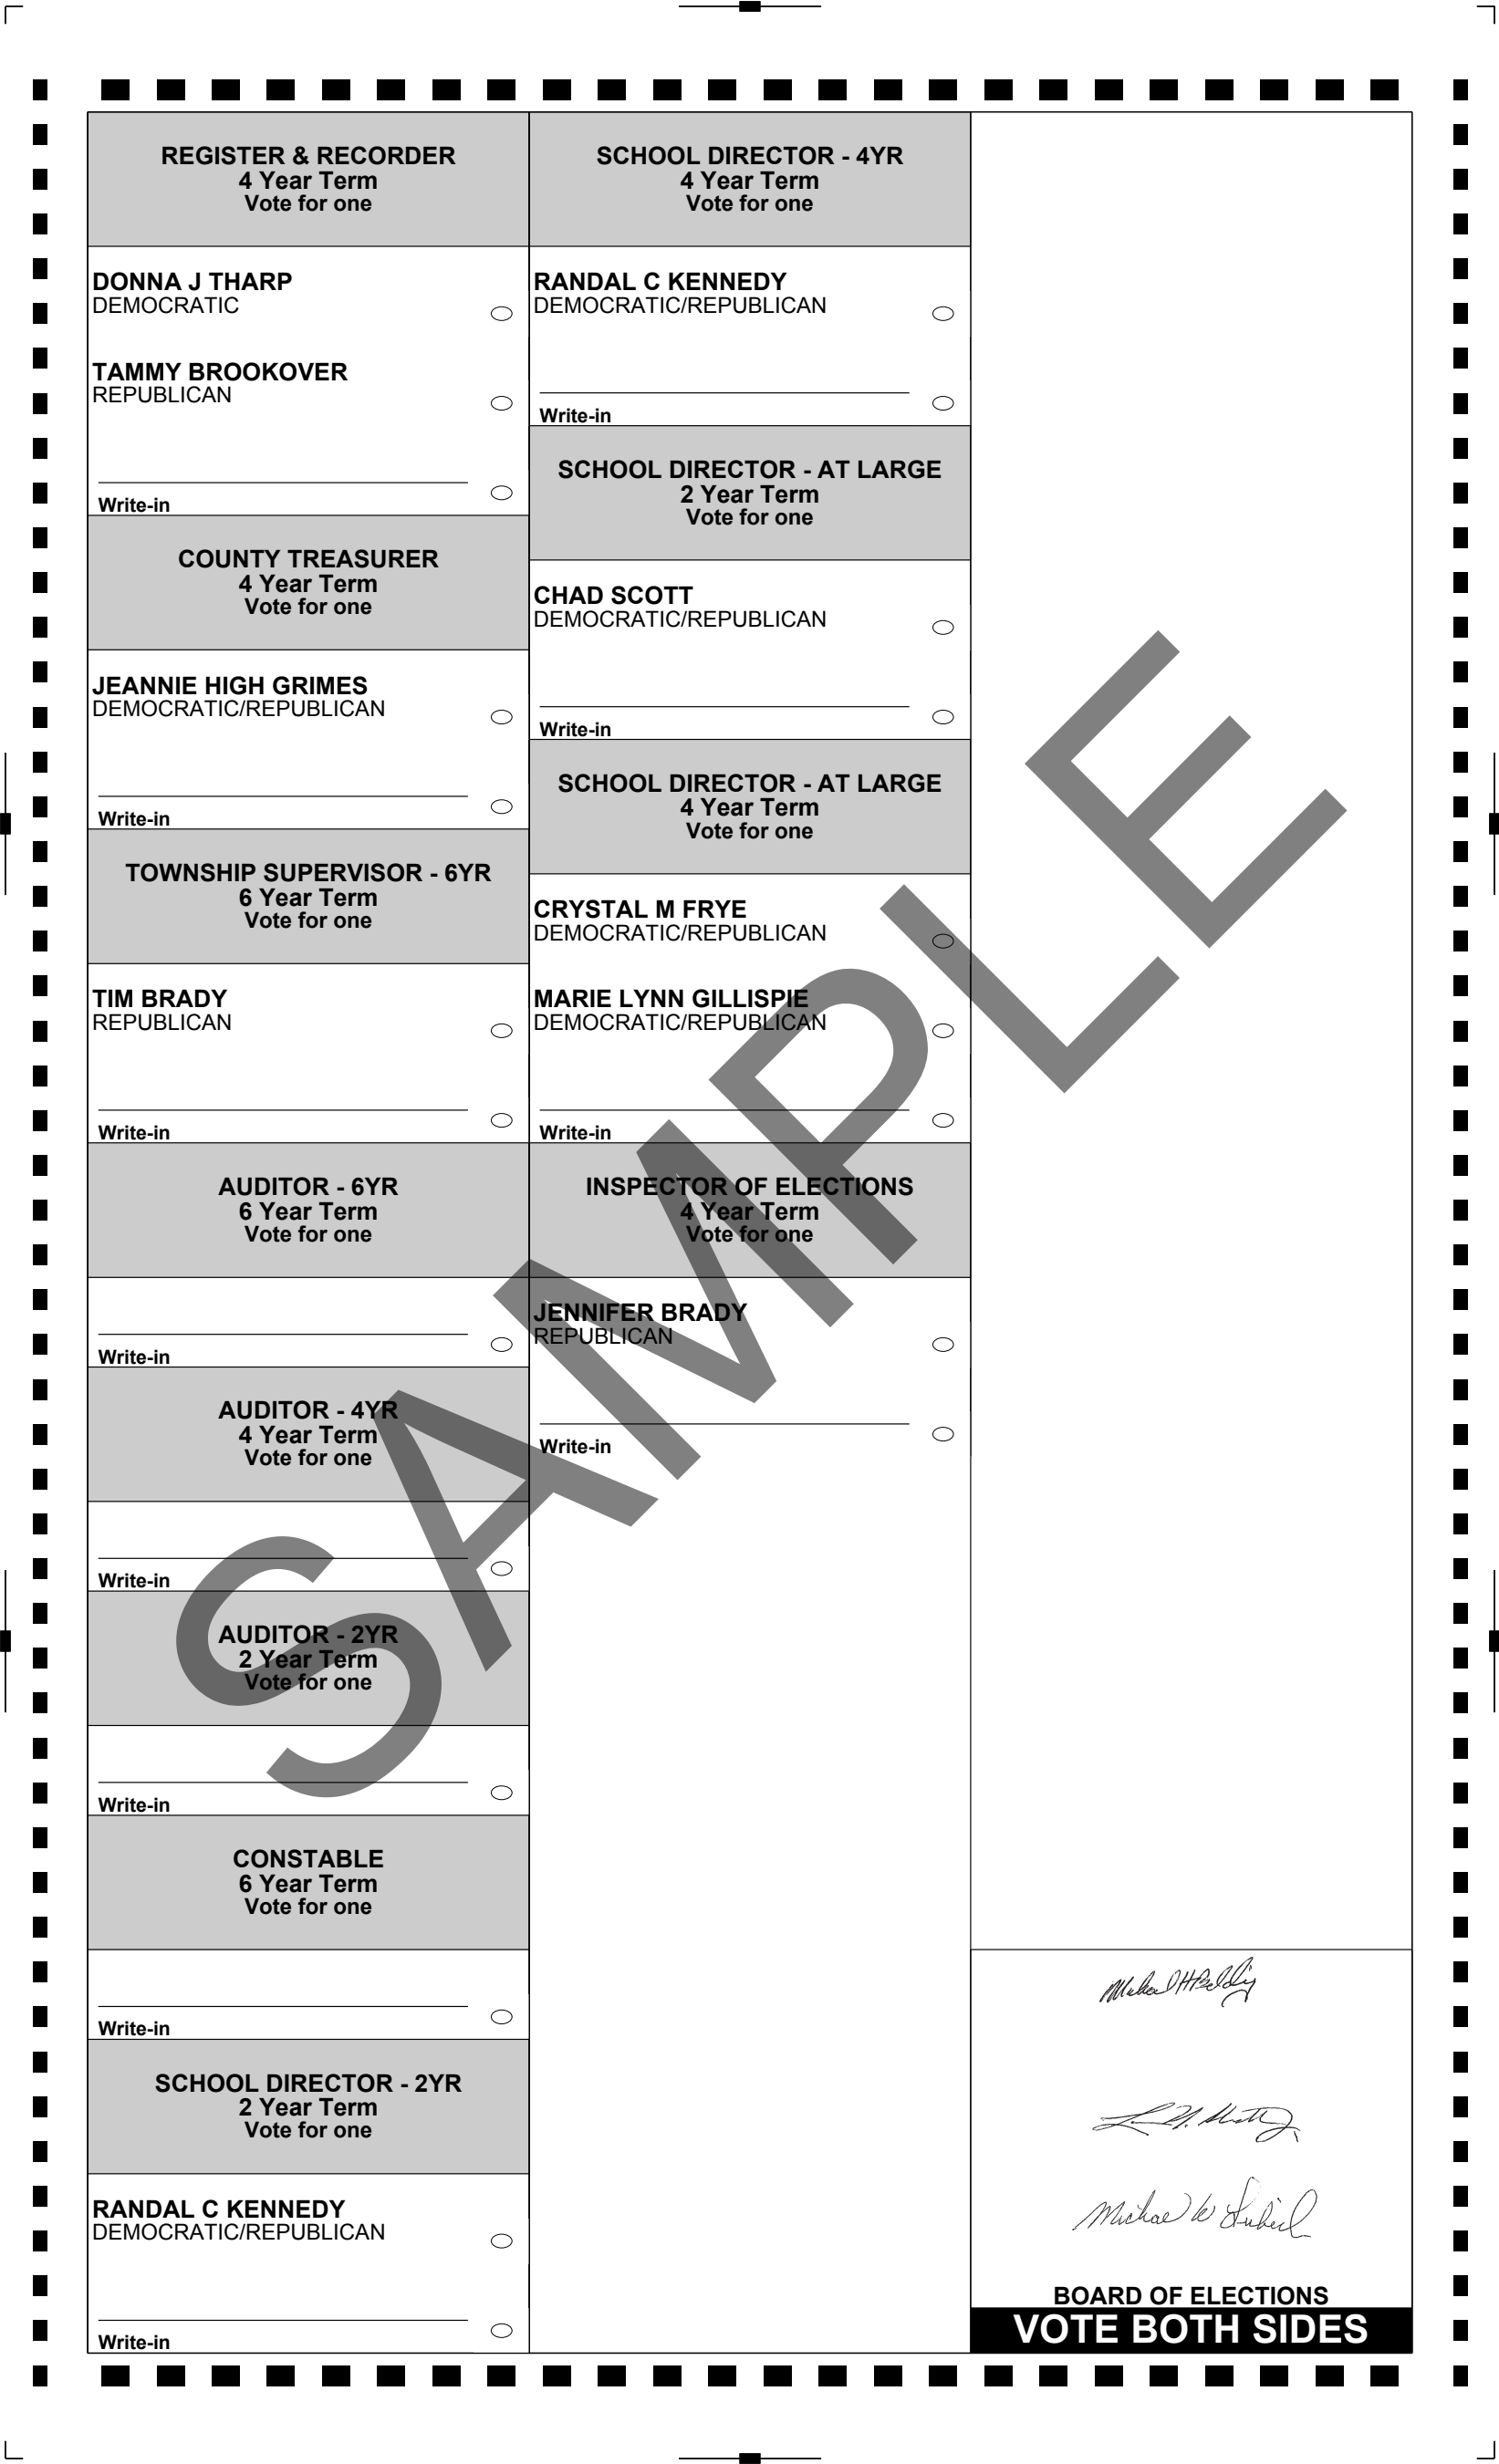 REGISTER & RECORDER
4 Year Term
Vote for one
DONNA J THARP
DEMOCRATIC
TAMMY BROOKOVER
REPUBLICAN
Write-in
COUNTY TREASURER
4 Year Term
Vote for one
JEANNIE HIGH GRIMES
DEMOCRATIC/REPUBLICAN
Write-in
TOWNSHIP SUPERVISOR - 6YR
6 Year Term
Vote for one
TIM BRADY
REPUBLICAN
Write-in
AUDITOR - 6YR
6 Year Term
Vote for one
Write-in
AUDITOR - 4YR
4 Year Term
Vote for one
Write-in
AUDITOR - 2YR
2 Year Term
Vote for one
Write-in
CONSTABLE
6 Year Term
Vote for one
Write-in
SCHOOL DIRECTOR - 2YR
2 Year Term
Vote for one
RANDAL C KENNEDY
DEMOCRATIC/REPUBLICAN
Write-in
SCHOOL DIRECTOR - 4YR
4 Year Term
Vote for one
RANDAL C KENNEDY
DEMOCRATIC/REPUBLICAN
Write-in
SCHOOL DIRECTOR - AT LARGE
2 Year Term
Vote for one
CHAD SCOTT
DEMOCRATIC/REPUBLICAN
Write-in
SCHOOL DIRECTOR - AT LARGE
4 Year Term
Vote for one
CRYSTAL M FRYE
DEMOCRATIC/REPUBLICAN
MARIE LYNN GILLISPIE
DEMOCRATIC/REPUBLICAN
Write-in
INSPECTOR OF ELECTIONS
4 Year Term
Vote for one
JENNIFER BRADY
REPUBLICAN
Write-in
SAMPLE
BOARD OF ELECTIONS
VOTE BOTH SIDES